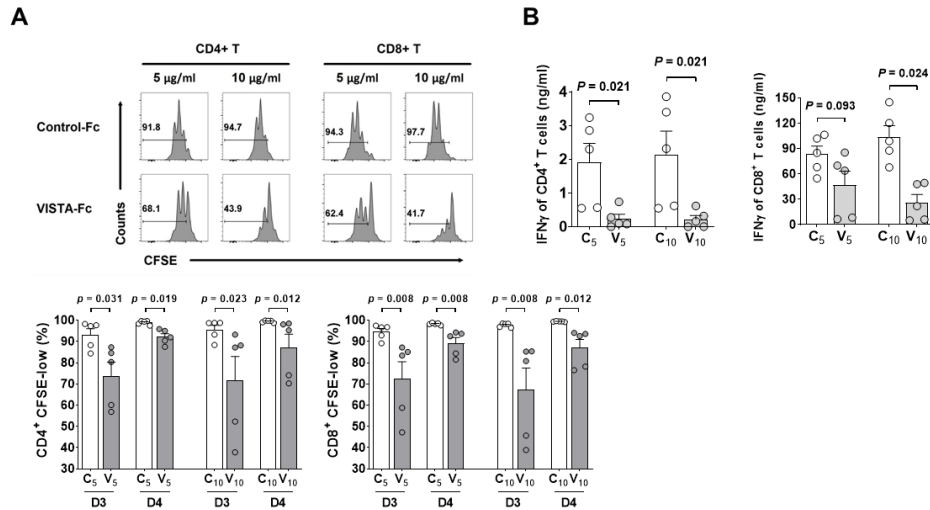 A
CD4+ T CD8+ T
5 µg/ml 10 µg/ml 5 µg/ml 10 µg/ml
Control-Fc
91.8 94.7 94.3 97.7
VISTA-Fc
68.1 43.9 62.4 41.7
Counts
CFSE
p = 0.031 p = 0.019 p = 0.023 p = 0.012
CD4⁺ CFSE-low (%)
100
90
80
70
60
50
40
30
C₅ V₅ C₅ V₅ C₁₀ V₁₀ C₁₀ V₁₀
D3 D4 D3 D4
p = 0.008 p = 0.008 p = 0.008 p = 0.012
CD8⁺ CFSE-low (%)
100
90
80
70
60
50
40
30
C₅ V₅ C₅ V₅ C₁₀ V₁₀ C₁₀ V₁₀
D3 D4 D3 D4
B
P = 0.021 P = 0.021
IFNγ of CD4⁺ T cells (ng/ml)
4
3
2
1
0
C₅ V₅ C₁₀ V₁₀
P = 0.093 P = 0.024
IFNγ of CD8⁺ T cells (ng/ml)
150
120
90
60
30
0
C₅ V₅ C₁₀ V₁₀